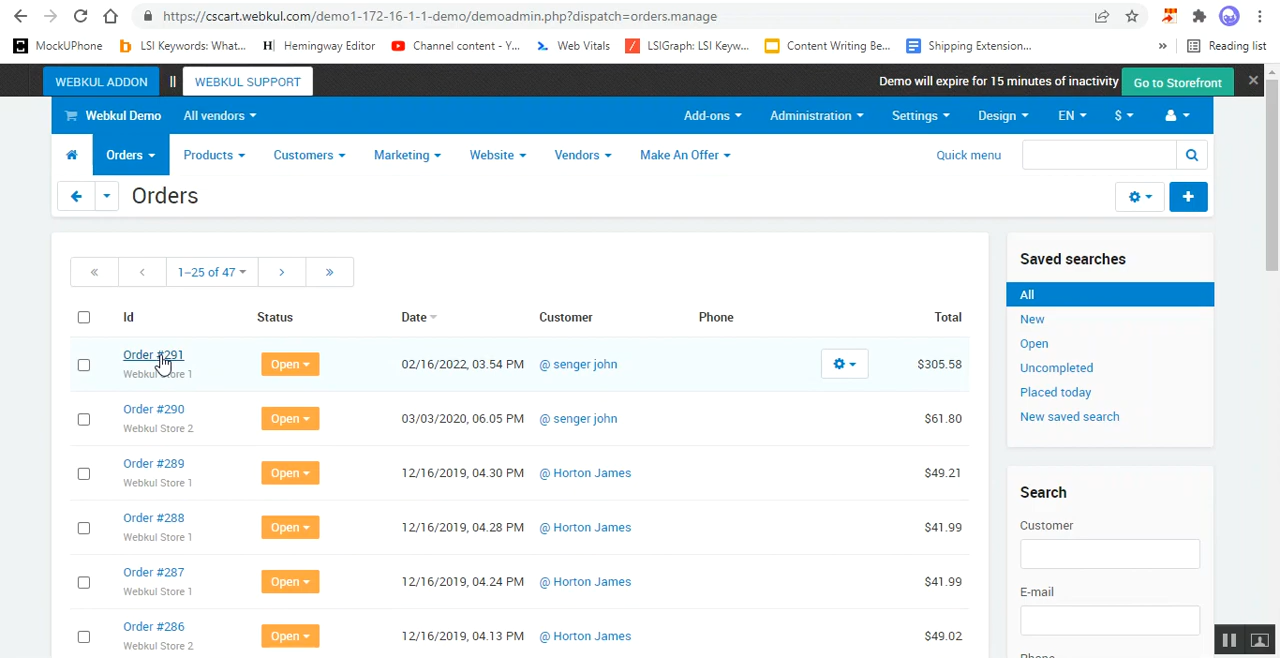 https://cscart.webkul.com/demo1-172-16-1-1-demo/demoadmin.php?dispatch=orders.manage
MockUPhone LSI Keywords: What... Hemingway Editor Channel content - Y... Web Vitals LSIGraph: LSI Keyw... Content Writing Be... Shipping Extension... » Reading list
WEBKUL ADDON || WEBKUL SUPPORT Demo will expire for 15 minutes of inactivity Go to Storefront
Webkul Demo All vendors Add-ons Administration Settings Design EN $
Orders Products Customers Marketing Website Vendors Make An Offer Quick menu
Orders
« ‹ 1–25 of 47 › »
Id Status Date Customer Phone Total
Order #291 Open 02/16/2022, 03.54 PM @ senger john $305.58
Webkul Store 1
Order #290 Open 03/03/2020, 06.05 PM @ senger john $61.80
Webkul Store 2
Order #289 Open 12/16/2019, 04.30 PM @ Horton James $49.21
Webkul Store 1
Order #288 Open 12/16/2019, 04.28 PM @ Horton James $41.99
Webkul Store 1
Order #287 Open 12/16/2019, 04.24 PM @ Horton James $41.99
Webkul Store 1
Order #286 Open 12/16/2019, 04.13 PM @ Horton James $49.02
Webkul Store 2
Saved searches
All
New
Open
Uncompleted
Placed today
New saved search
Search
Customer
E-mail